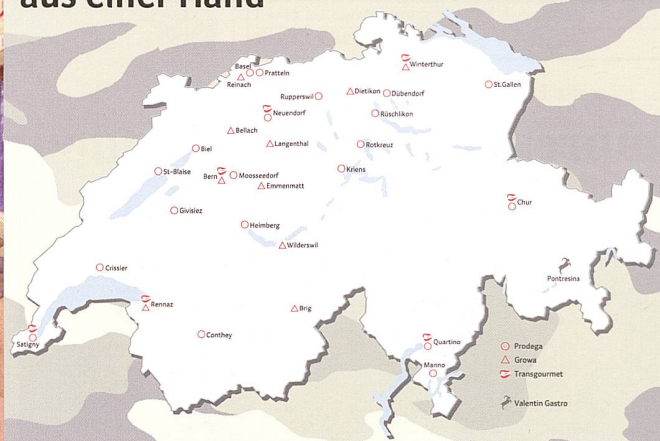 aus einer Hand
Basel
Pratteln
Reinach
Winterthur
St.Gallen
Rupperswil
Dietikon
Dübendorf
Neuendorf
Rüschlikon
Bellach
Langenthal
Rotkreuz
Biel
St-Blaise
Bern
Moosseedorf
Emmenmatt
Kriens
Givisiez
Chur
Heimberg
Wilderswil
Crissier
Pontresina
Rennaz
Brig
Satigny
Conthey
Quartino
Manno
Prodega
Growa
Transgourmet
Valentin Gastro